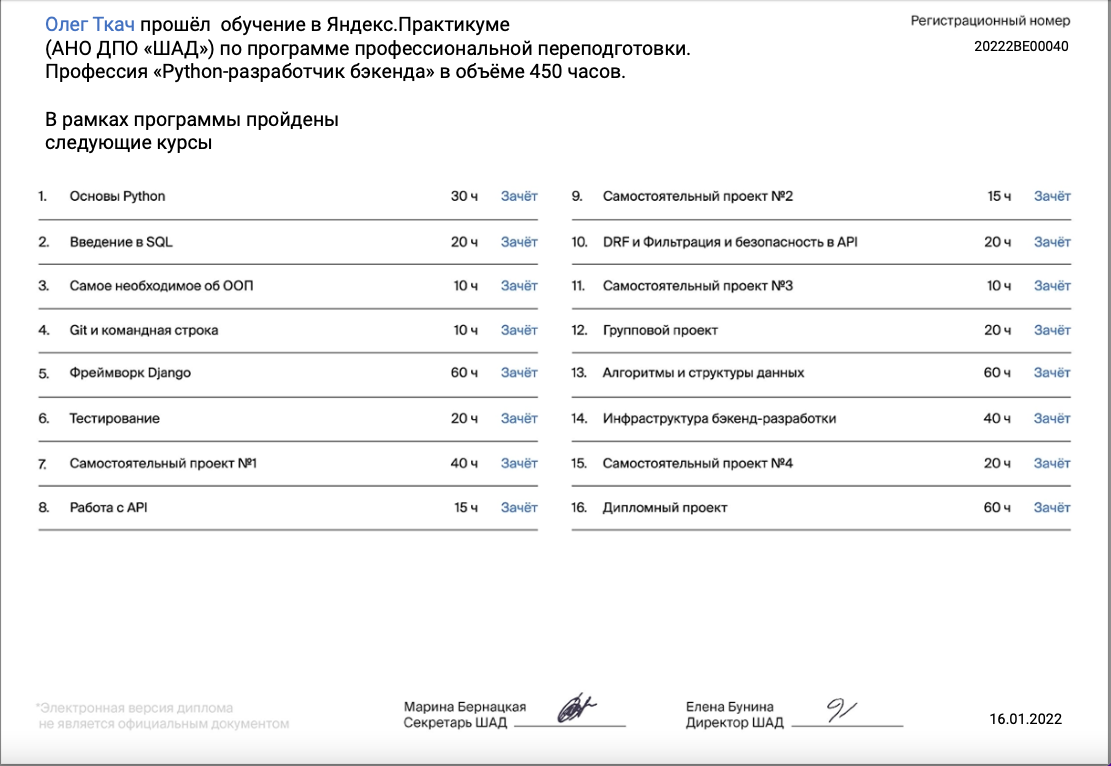 Олег Ткач прошёл обучение в Яндекс.Практикуме
(АНО ДПО «ШАД») по программе профессиональной переподготовки.
Профессия «Python-разработчик бэкенда» в объёме 450 часов.
Регистрационный номер
20222BE00040
В рамках программы пройдены
следующие курсы
1. Основы Python 30 ч Зачёт
2. Введение в SQL 20 ч Зачёт
3. Самое необходимое об ООП 10 ч Зачёт
4. Git и командная строка 10 ч Зачёт
5. Фреймворк Django 60 ч Зачёт
6. Тестирование 20 ч Зачёт
7. Самостоятельный проект №1 40 ч Зачёт
8. Работа с API 15 ч Зачёт
9. Самостоятельный проект №2 15 ч Зачёт
10. DRF и Фильтрация и безопасность в API 20 ч Зачёт
11. Самостоятельный проект №3 10 ч Зачёт
12. Групповой проект 20 ч Зачёт
13. Алгоритмы и структуры данных 60 ч Зачёт
14. Инфраструктура бэкенд-разработки 40 ч Зачёт
15. Самостоятельный проект №4 20 ч Зачёт
16. Дипломный проект 60 ч Зачёт
*Электронная версия диплома
не является официальным документом
Марина Бернацкая
Секретарь ШАД
Елена Бунина
Директор ШАД
16.01.2022